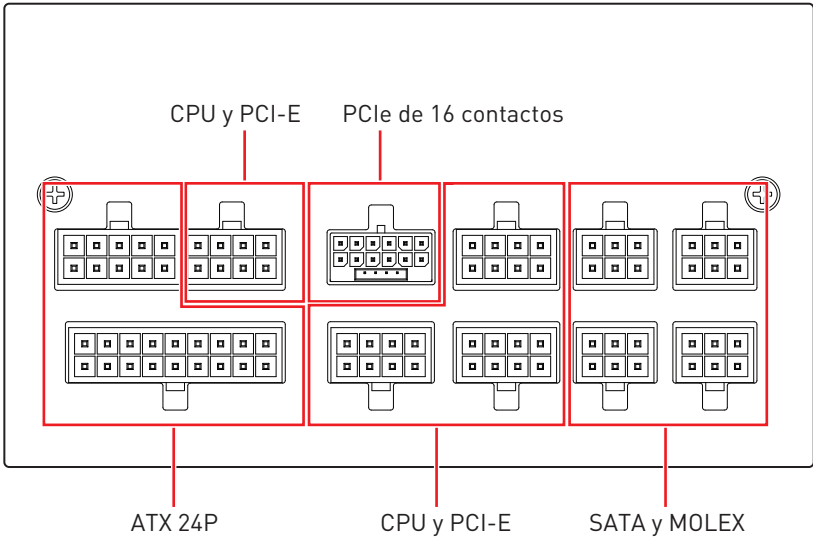 CPU y PCI-E
PCIe de 16 contactos
ATX 24P
CPU y PCI-E
SATA y MOLEX